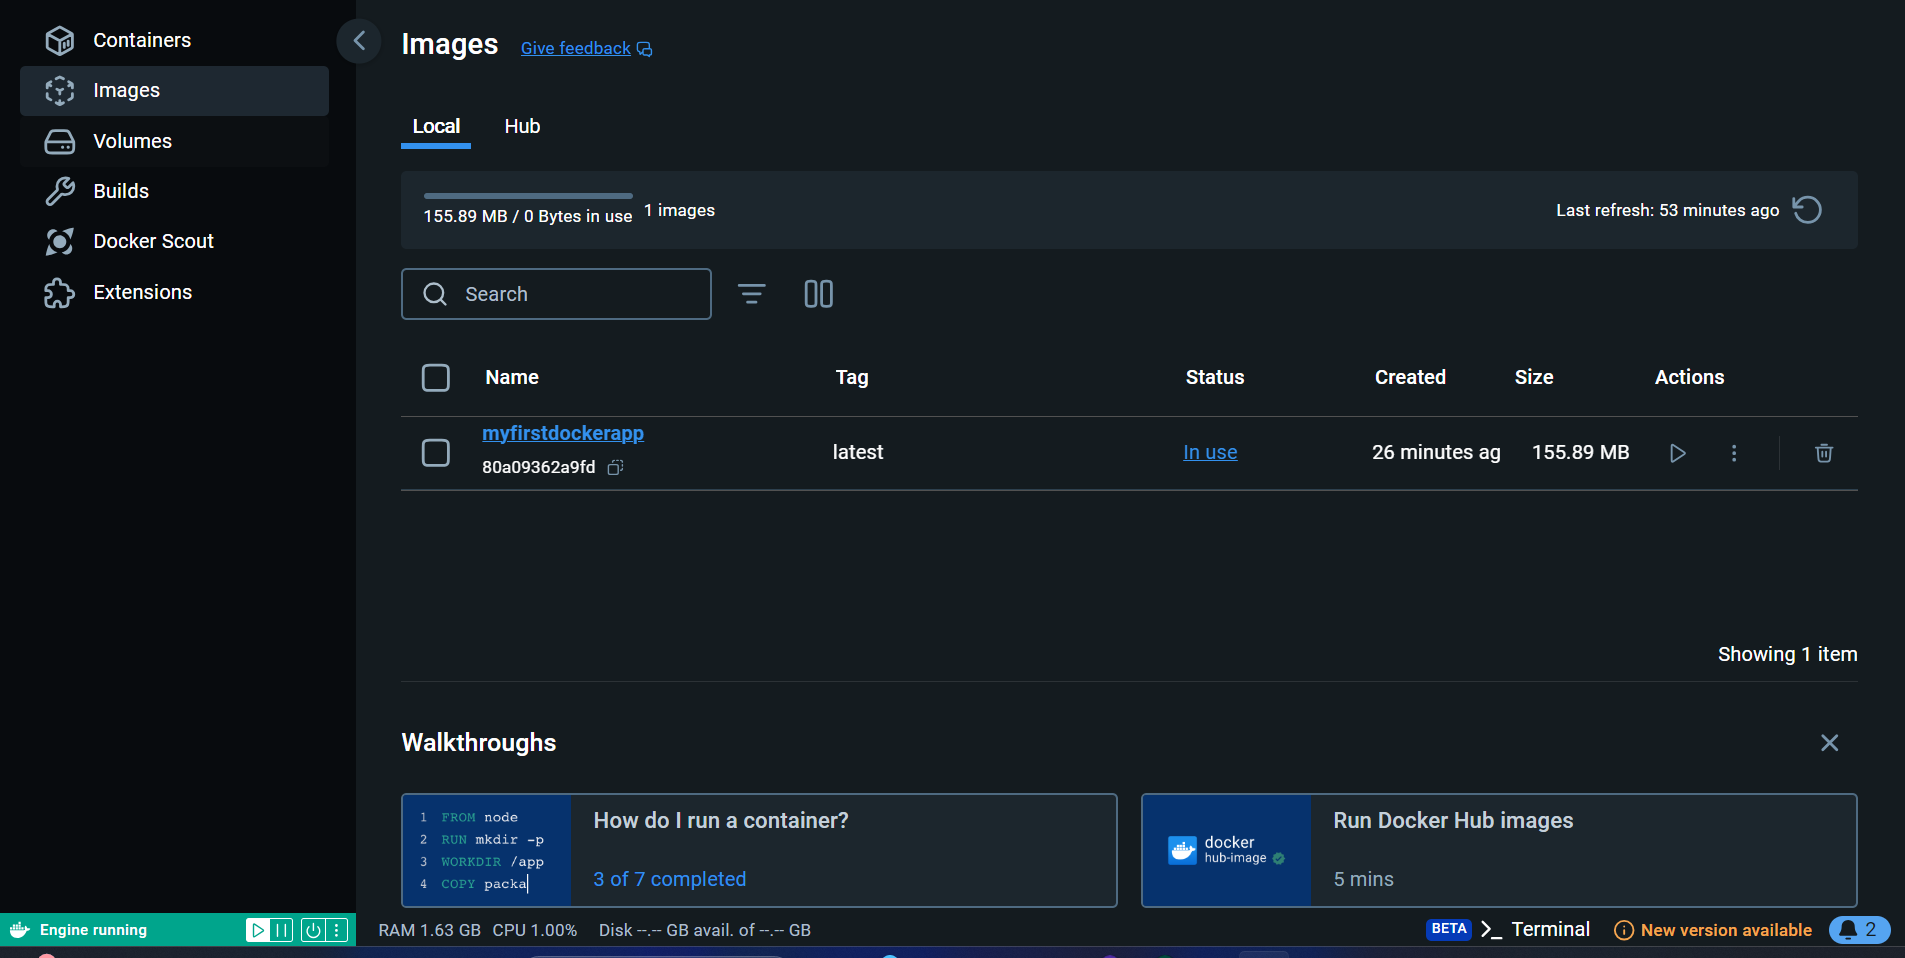 Containers
Images
Volumes
Builds
Docker Scout
Extensions
Images Give feedback
Local Hub
155.89 MB / 0 Bytes in use 1 images Last refresh: 53 minutes ago
Search
Name Tag Status Created Size Actions
myfirstdockerapp
80a09362a9fd
latest In use 26 minutes ag 155.89 MB
Showing 1 item
Walkthroughs
1 FROM node
2 RUN mkdir -p
3 WORKDIR /app
4 COPY packa
How do I run a container?
3 of 7 completed
docker
hub-image
Run Docker Hub images
5 mins
Engine running RAM 1.63 GB CPU 1.00% Disk --.-- GB avail. of --.-- GB BETA Terminal New version available 2